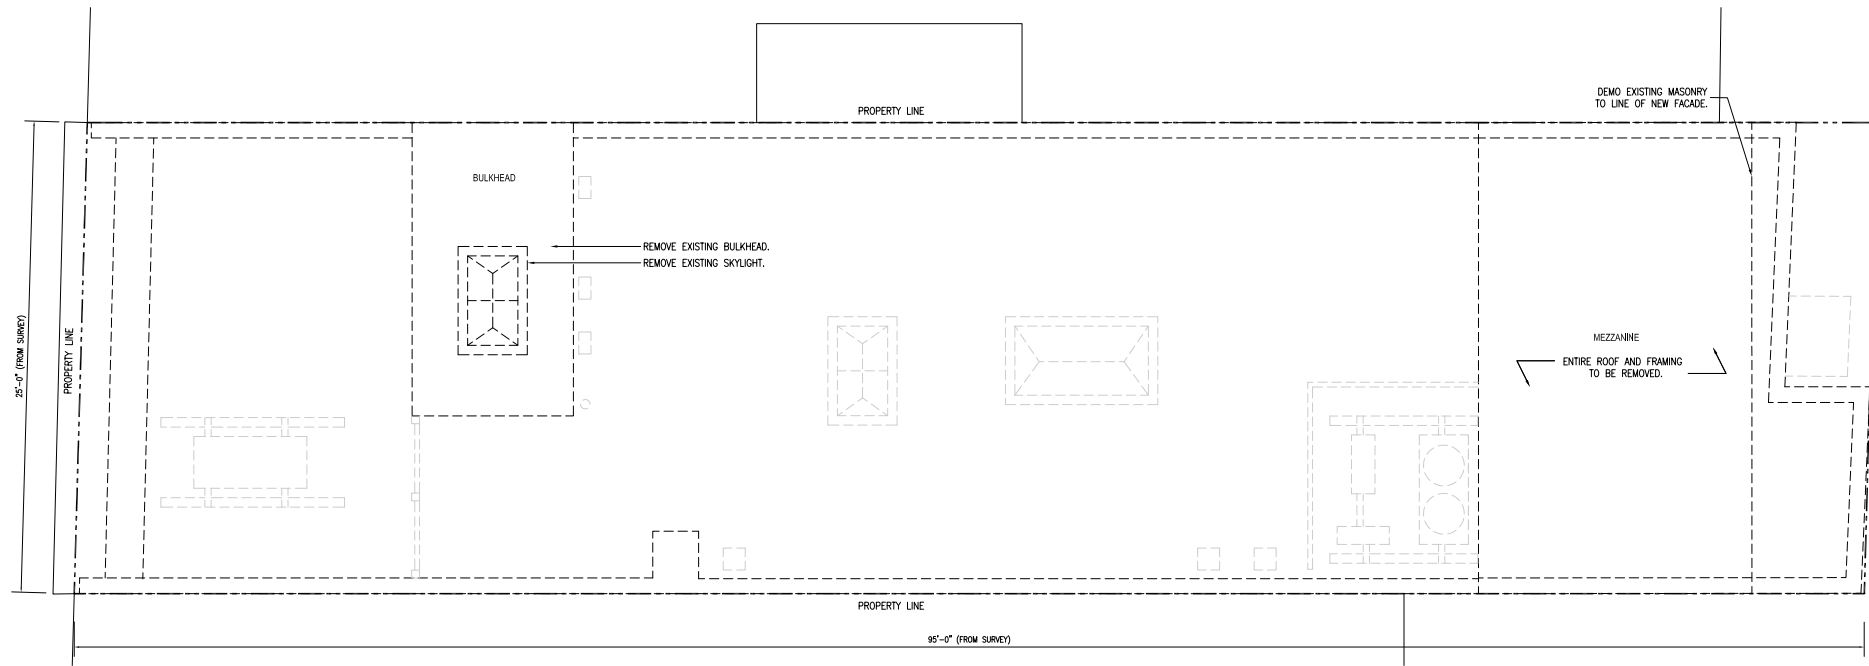 DEMO EXISTING MASONRY
TO LINE OF NEW FACADE.
PROPERTY LINE
BULKHEAD
REMOVE EXISTING BULKHEAD.
REMOVE EXISTING SKYLIGHT.
25'-0" (FROM SURVEY)
PROPERTY LINE
MEZZANINE
ENTIRE ROOF AND FRAMING
TO BE REMOVED.
PROPERTY LINE
95'-0" (FROM SURVEY)